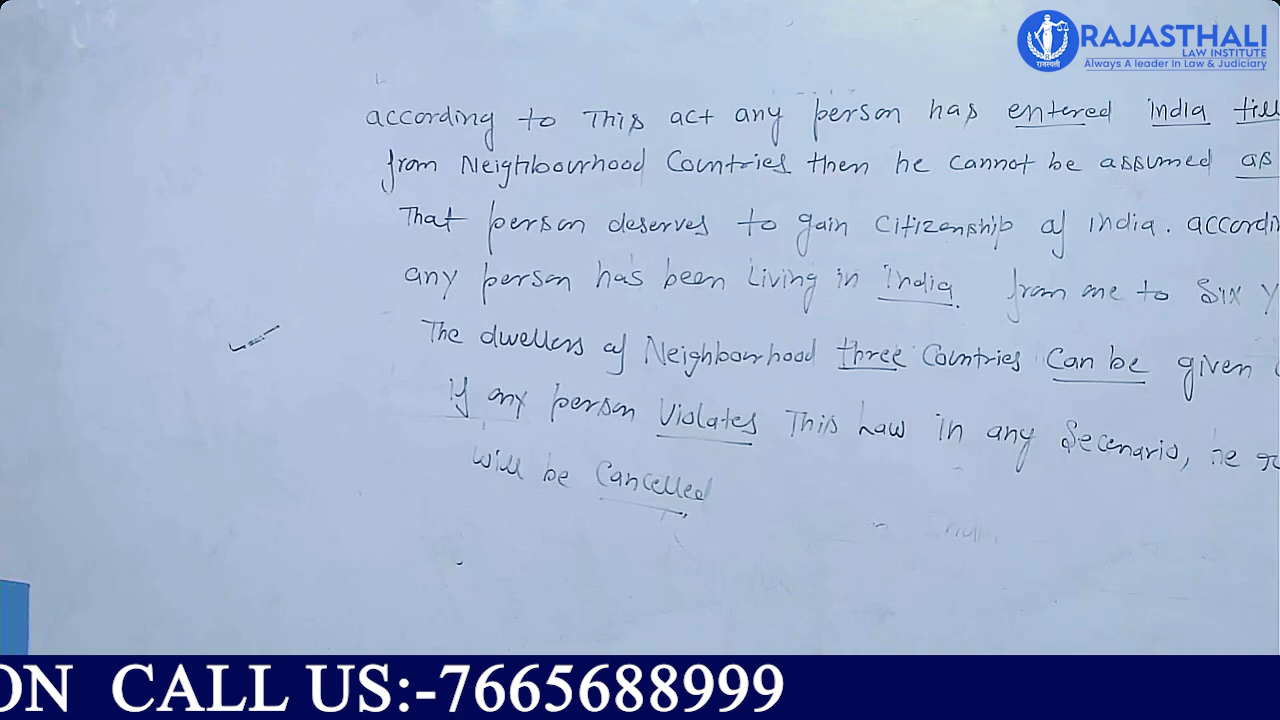 RAJASTHALI
LAW INSTITUTE
राजस्थली
Always A leader In Law & Judiciary
according to This act any person has entered india till
from Neighbourhood Countries then he cannot be assumed as
That person deserves to gain citizenship of india. accordin
any person has been Living in india from one to Six y
The dwellers of Neighbourhood three Countries Can be given
if any person violates This Law in any Secenario, he
will be Cancelled
ON CALL US:-7665688999